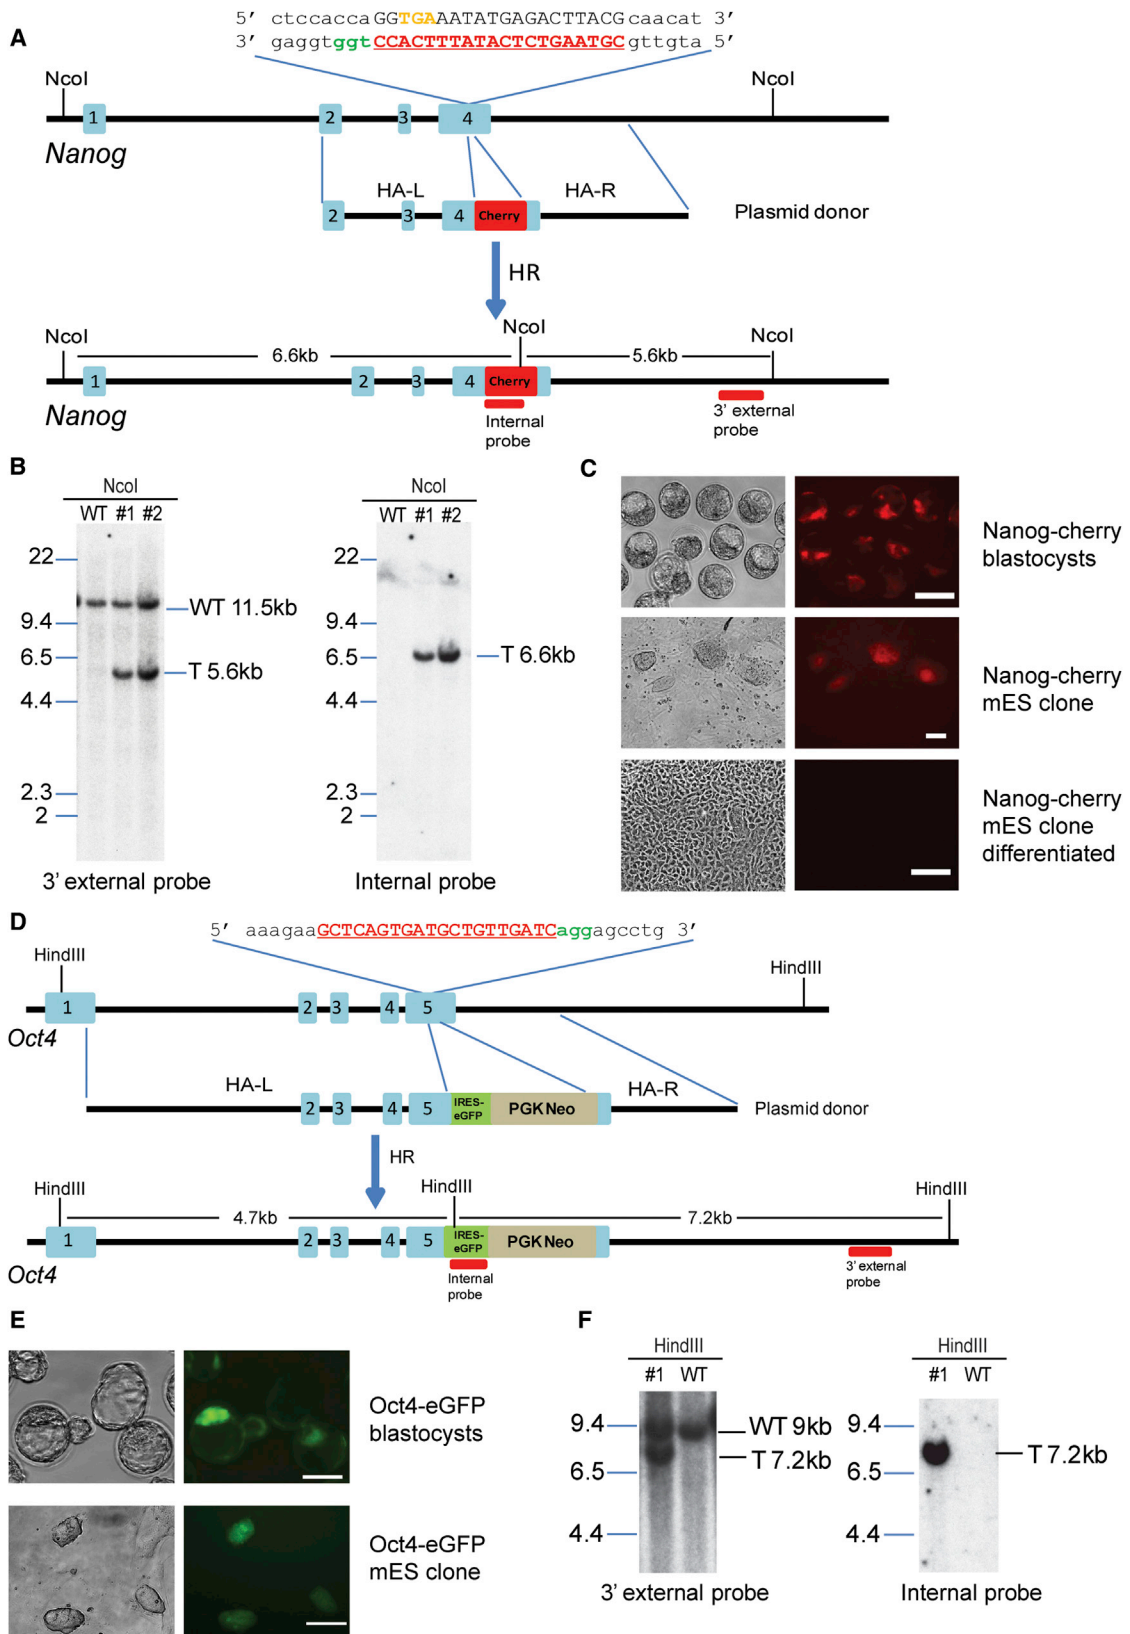 A
5′ ctccaccaGGTGAAATATGAGACTTACGcaacat 3′
3′ gaggtggtCCACTTTATACTCTGAATGCgttgta 5′
NcoI NcoI
1 2 3 4
Nanog
HA-L HA-R
2 3 4 Cherry
Plasmid donor
HR
NcoI NcoI NcoI
6.6kb 5.6kb
1 2 3 4 Cherry
Nanog
Internal
probe
3’ external
probe
B
NcoI
WT #1 #2
22
9.4
6.5
4.4
2.3
2
WT 11.5kb
T 5.6kb
3’ external probe
NcoI
WT #1 #2
22
9.4
6.5
4.4
2.3
2
T 6.6kb
Internal probe
C
Nanog-cherry
blastocysts
Nanog-cherry
mES clone
Nanog-cherry
mES clone
differentiated
D
5′ aaagaaGCTCAGTGATGCTGTTGATCaggagcctg 3′
HindIII HindIII
1 2 3 4 5
Oct4
HA-L HA-R
2 3 4 5 IRES-
eGFP
PGK Neo
Plasmid donor
HR
HindIII HindIII HindIII
4.7kb 7.2kb
1 2 3 4 5 IRES-
eGFP
PGK Neo
Oct4
Internal
probe
3’ external
probe
E
Oct4-eGFP
blastocysts
Oct4-eGFP
mES clone
F
HindIII
#1 WT
9.4
6.5
4.4
WT 9kb
T 7.2kb
3’ external probe
HindIII
#1 WT
9.4
6.5
4.4
T 7.2kb
Internal probe